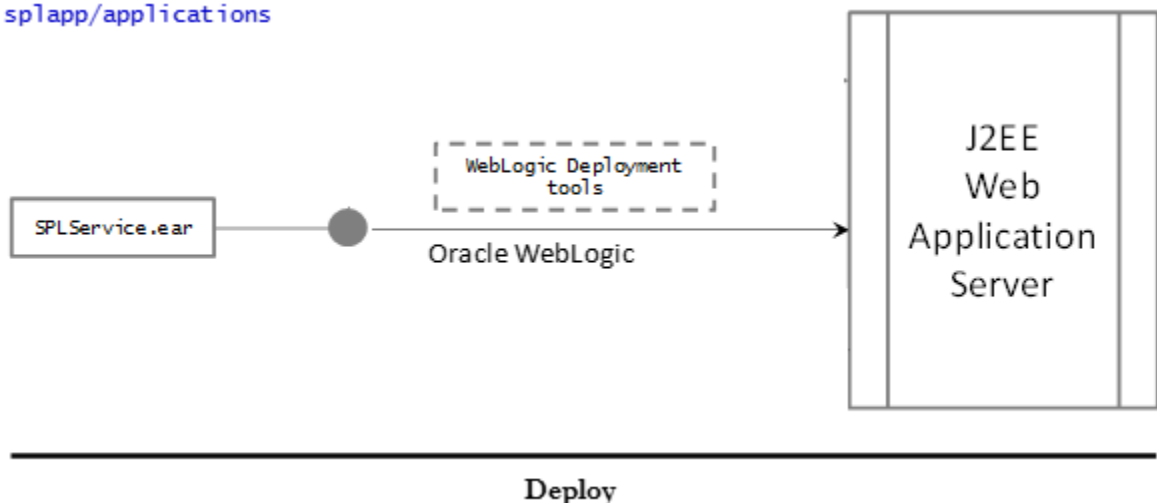 splapp/applications
WebLogic Deployment
tools
SPLService.ear
Oracle WebLogic
J2EE
Web
Application
Server
Deploy